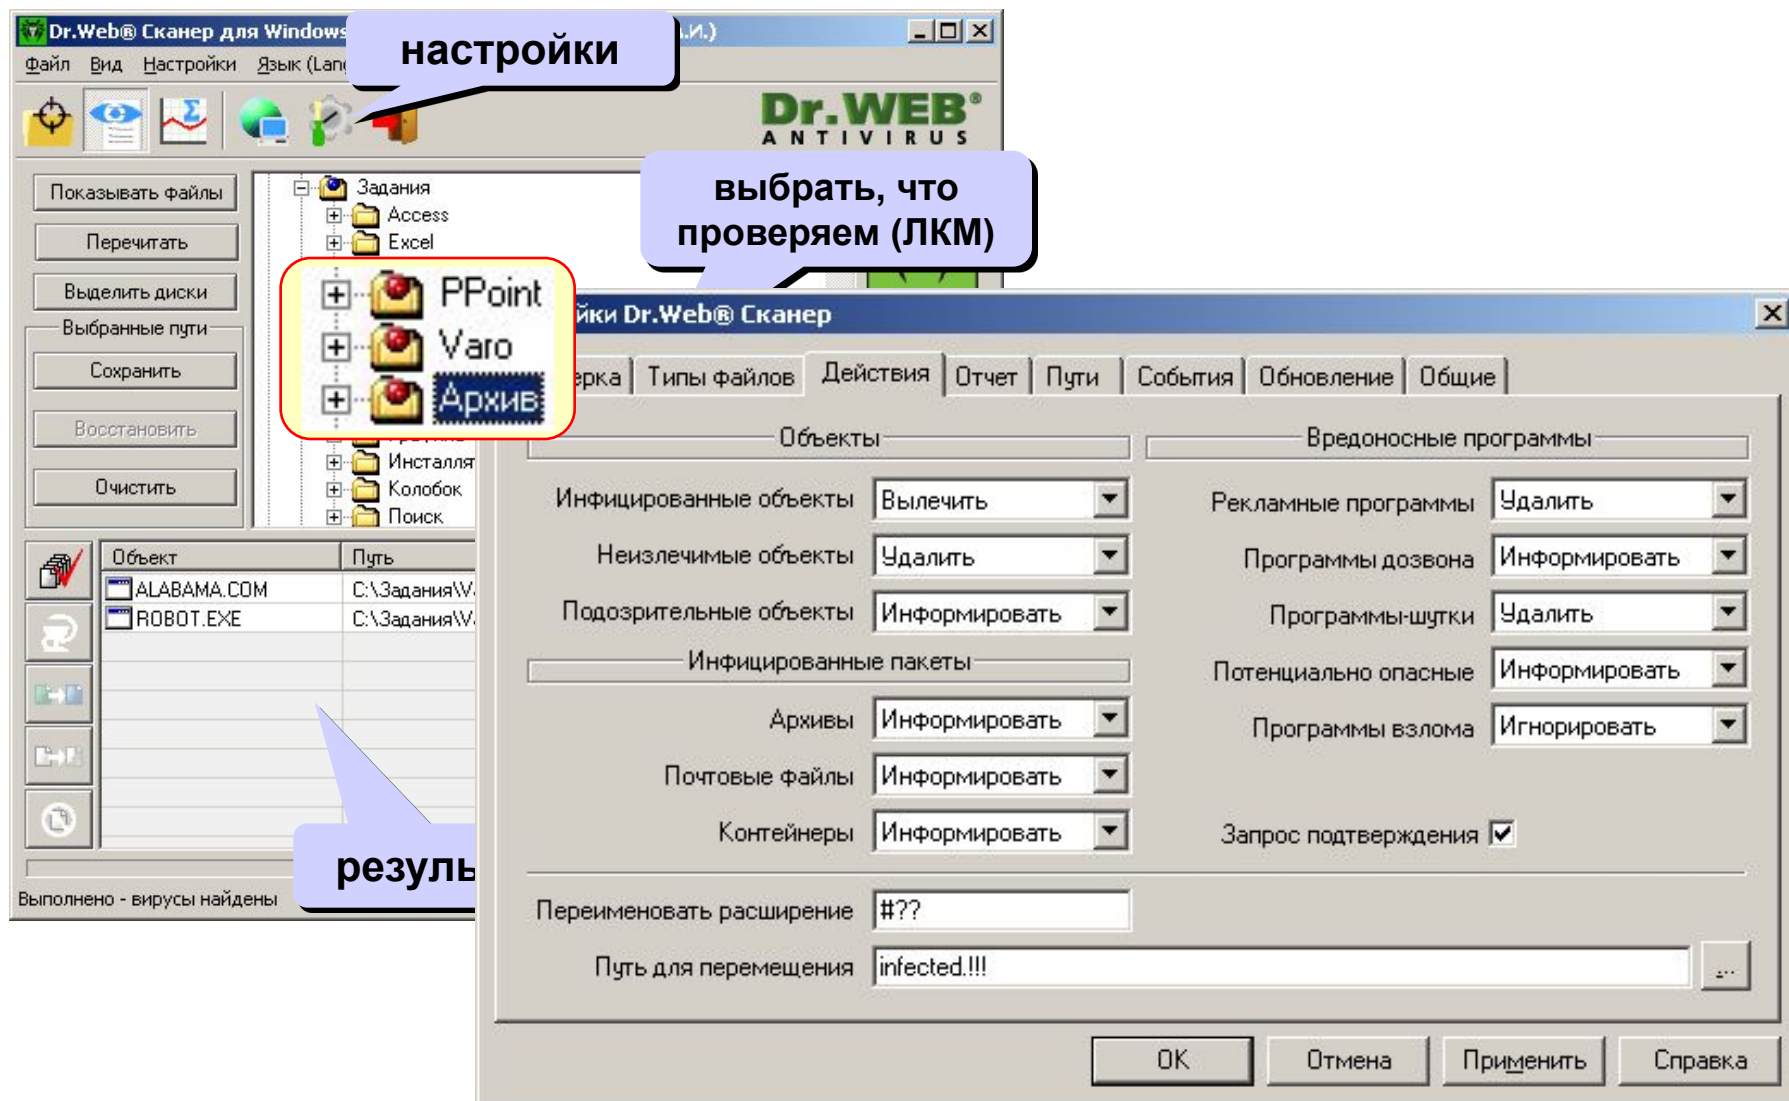 Dr.Web® Сканер для Windows
настройки
Файл Вид Настройки Язык (Lan
Dr.WEB®
ANTIVIRUS
выбрать, что
проверяем (ЛКМ)
Показывать файлы
Перечитать
Выделить диски
Выбранные пути
Сохранить
Восстановить
Очистить
Задания
Access
Excel
PPoint
Varo
Архив
Инсталля
Колобок
Поиск
Объект Путь
ALABAMA.COM C:\Задания\V
ROBOT.EXE C:\Задания\V
резуль
Выполнено - вирусы найдены
йки Dr.Web® Сканер
ерка Типы файлов Действия Отчет Пути События Обновление Общие
Объекты
Инфицированные объекты Вылечить
Неизлечимые объекты Удалить
Подозрительные объекты Информировать
Инфицированные пакеты
Архивы Информировать
Почтовые файлы Информировать
Контейнеры Информировать
Вредоносные программы
Рекламные программы Удалить
Программы дозвона Информировать
Программы-шутки Удалить
Потенциально опасные Информировать
Программы взлома Игнорировать
Запрос подтверждения
Переименовать расширение #??
Путь для перемещения infected.!!! ...
OK Отмена Применить Справка